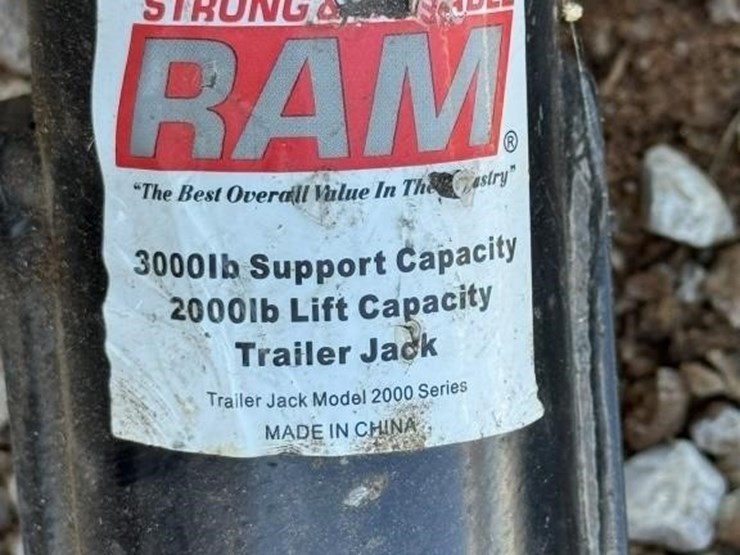 STRONG &
RAM®
"The Best Overall Value In The
3000lb Support Capacity
2000lb Lift Capacity
Trailer Jack
Trailer Jack Model 2000 Series
MADE IN CHINA